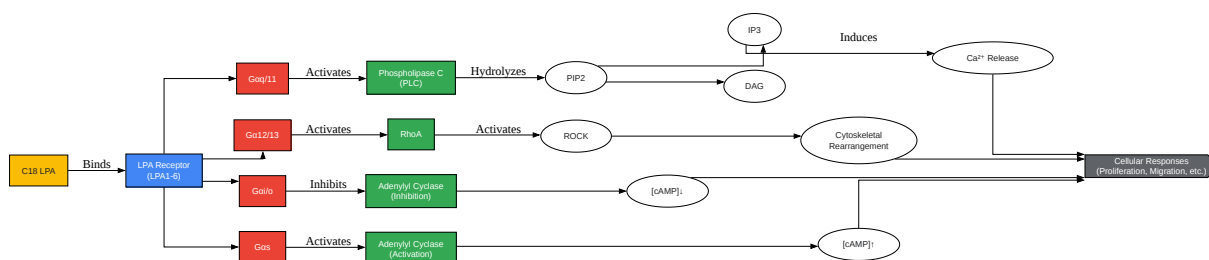 IP3
Induces
Ca²⁺ Release
Gαq/11
Activates
Phospholipase C
(PLC)
Hydrolyzes
PIP2
DAG
Gα12/13
Activates
RhoA
Activates
ROCK
Cytoskeletal
Rearrangement
C18 LPA
Binds
LPA Receptor
(LPA1-6)
Cellular Responses
(Proliferation, Migration, etc.)
Gαi/o
Inhibits
Adenylyl Cyclase
(Inhibition)
[cAMP]↓
Gαs
Activates
Adenylyl Cyclase
(Activation)
[cAMP]↑